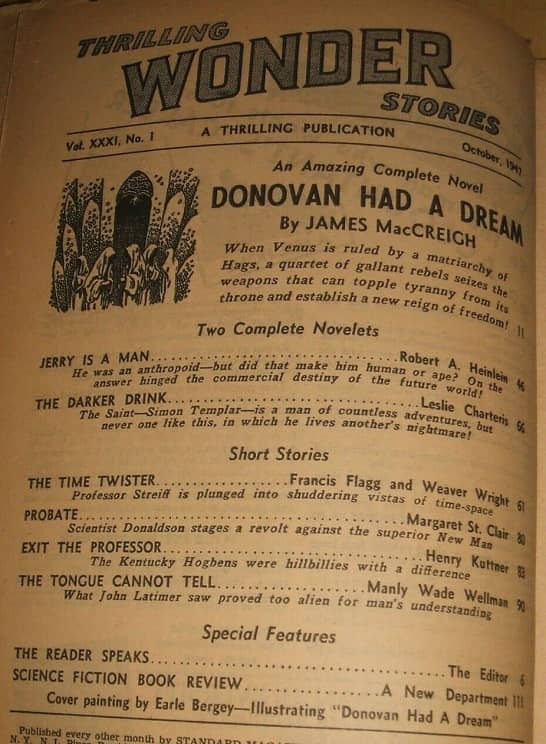 THRILLING
WONDER
STORIES
Vol. XXXI, No. 1 A THRILLING PUBLICATION October, 1947
An Amazing Complete Novel
DONOVAN HAD A DREAM
By JAMES MacCREIGH
When Venus is ruled by a matriarchy of
Hags, a quartet of gallant rebels seizes the
weapons that can topple tyranny from its
throne and establish a new reign of freedom! 11
Two Complete Novelets
JERRY IS A MAN....................Robert A. Heinlein 46
He was an anthropoid—but did that make him human or ape? On the
answer hinged the commercial destiny of the future world!
THE DARKER DRINK....................Leslie Charteris 66
The Saint—Simon Templar—is a man of countless adventures, but
never one like this, in which he lives another's nightmare!
Short Stories
THE TIME TWISTER................Francis Flagg and Weaver Wright 61
Professor Streiff is plunged into shuddering vistas of time-space
PROBATE....................Margaret St. Clair 80
Scientist Donaldson stages a revolt against the superior New Man
EXIT THE PROFESSOR....................Henry Kuttner 83
The Kentucky Hogbens were hillbillies with a difference
THE TONGUE CANNOT TELL................Manly Wade Wellman 90
What John Latimer saw proved too alien for man's understanding
Special Features
THE READER SPEAKS....................The Editor 6
SCIENCE FICTION BOOK REVIEW................A New Department 111
Cover painting by Earle Bergey—Illustrating "Donovan Had A Dream"
Published every other month by STANDARD
N. Y.